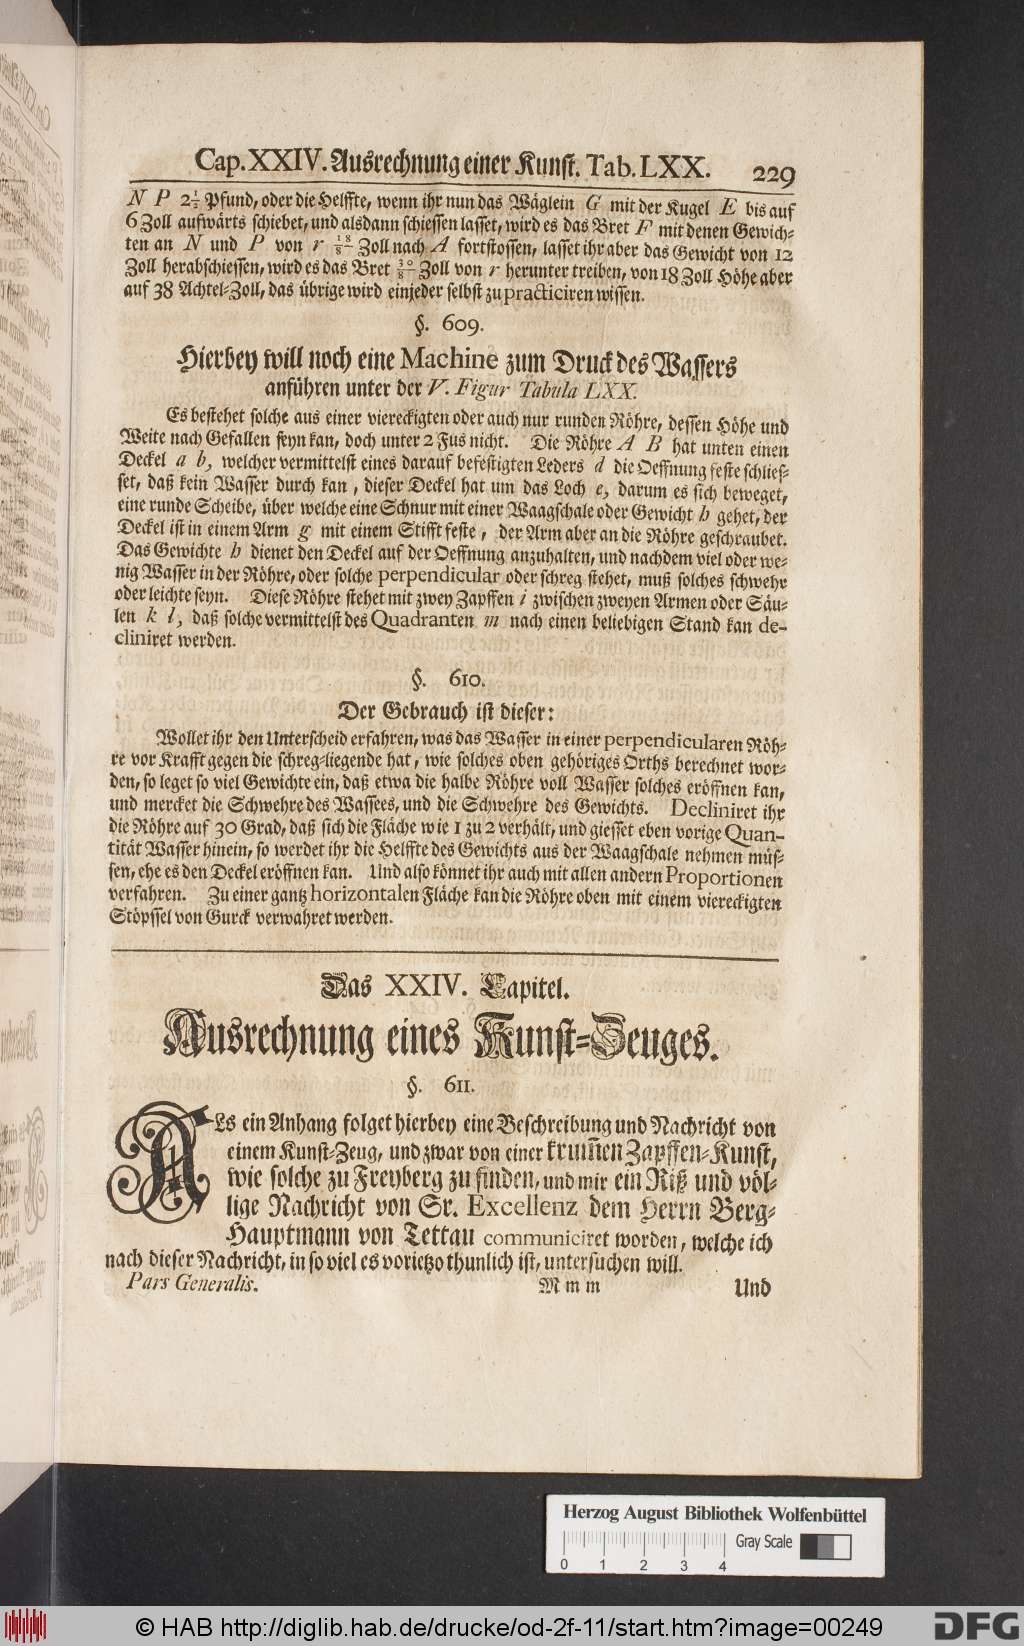 Cap. XXIV. Ausrechnung einer Kunst. Tab. LXX. 229
N P 2½ Pfund, oder die Helffte, wenn ihr nun das Wäglein G mit der Kugel E bis auf
6 Zoll aufwärts schiebet, und alsdann schiessen lasset, wird es das Bret F mit denen Gewich-
ten an N und P von r 18/8 Zoll nach A fortstossen, lasset ihr aber das Gewicht von 12
Zoll herabschiessen, wird es das Bret 30/8 Zoll von r herunter treiben, von 18 Zoll Höhe aber
auf 38 Achtel-Zoll, das übrige wird einjeder selbst zu practiciren wissen.
§. 609.
Hierbey will noch eine Machine zum Druck des Wassers
anführen unter der V. Figur Tabula LXX.
Es bestehet solche aus einer viereckigten oder auch nur runden Röhre, dessen Höhe und
Weite nach Gefallen seyn kan, doch unter 2 Fus nicht. Die Röhre A B hat unten einen
Deckel a b, welcher vermittelst eines darauf befestigten Leders d die Oeffnung feste schlies-
set, daß kein Wasser durch kan, dieser Deckel hat um das Loch e, darum es sich beweget,
eine runde Scheibe, über welche eine Schnur mit einer Waagschale oder Gewicht h gehet, der
Deckel ist in einem Arm g mit einem Stifft feste, der Arm aber an die Röhre geschraubet.
Das Gewichte h dienet den Deckel auf der Oeffnung anzuhalten, und nachdem viel oder we-
nig Wasser in der Röhre, oder solche perpendicular oder schreg stehet, muß solches schwehr
oder leichte seyn. Diese Röhre stehet mit zwey Zapffen i zwischen zweyen Armen oder Säu-
len k l, daß solche vermittelst des Quadranten m nach einen beliebigen Stand kan de-
cliniret werden.
§. 610.
Der Gebrauch ist dieser:
Wollet ihr den Unterscheid erfahren, was das Wasser in einer perpendicularen Röh-
re vor Krafft gegen die schreg-liegende hat, wie solches oben gehöriges Orths berechnet wor-
den, so leget so viel Gewichte ein, daß etwa die halbe Röhre voll Wasser solches eröffnen kan,
und mercket die Schwehre des Wassees, und die Schwehre des Gewichts. Decliniret ihr
die Röhre auf 30 Grad, daß sich die Fläche wie 1 zu 2 verhält, und giesset eben vorige Quan-
tität Wasser hinein, so werdet ihr die Helffte des Gewichts aus der Waagschale nehmen müs-
sen, ehe es den Deckel eröffnen kan. Und also könnet ihr auch mit allen andern Proportionen
verfahren. Zu einer gantz horizontalen Fläche kan die Röhre oben mit einem viereckigten
Stöpssel von Gurck verwahret werden.
Das XXIV. Capitel.
Ausrechnung eines Kunst-Zeuges.
§. 611.
ALs ein Anhang folget hierbey eine Beschreibung und Nachricht von
einem Kunst-Zeug, und zwar von einer krum̄en Zapffen-Kunst,
wie solche zu Freyberg zu finden, und mir ein Riß und völ-
lige Nachricht von Sr. Excellenz dem Herrn Berg-
Hauptmann von Tettau communiciret worden, welche ich
nach dieser Nachricht, in so viel es vorietzo thunlich ist, untersuchen will.
Pars Generalis. M m m Und
Herzog August Bibliothek Wolfenbüttel
Gray Scale
0 1 2 3 4
© HAB http://diglib.hab.de/drucke/od-2f-11/start.htm?image=00249
DFG